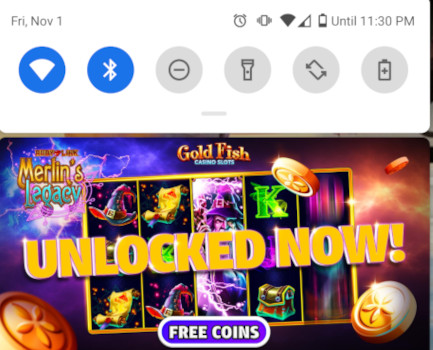 Fri, Nov 1
Until 11:30 PM
Merlin's
Legacy
Gold Fish
CASINO SLOTS
K
UNLOCKED NOW!
FREE COINS